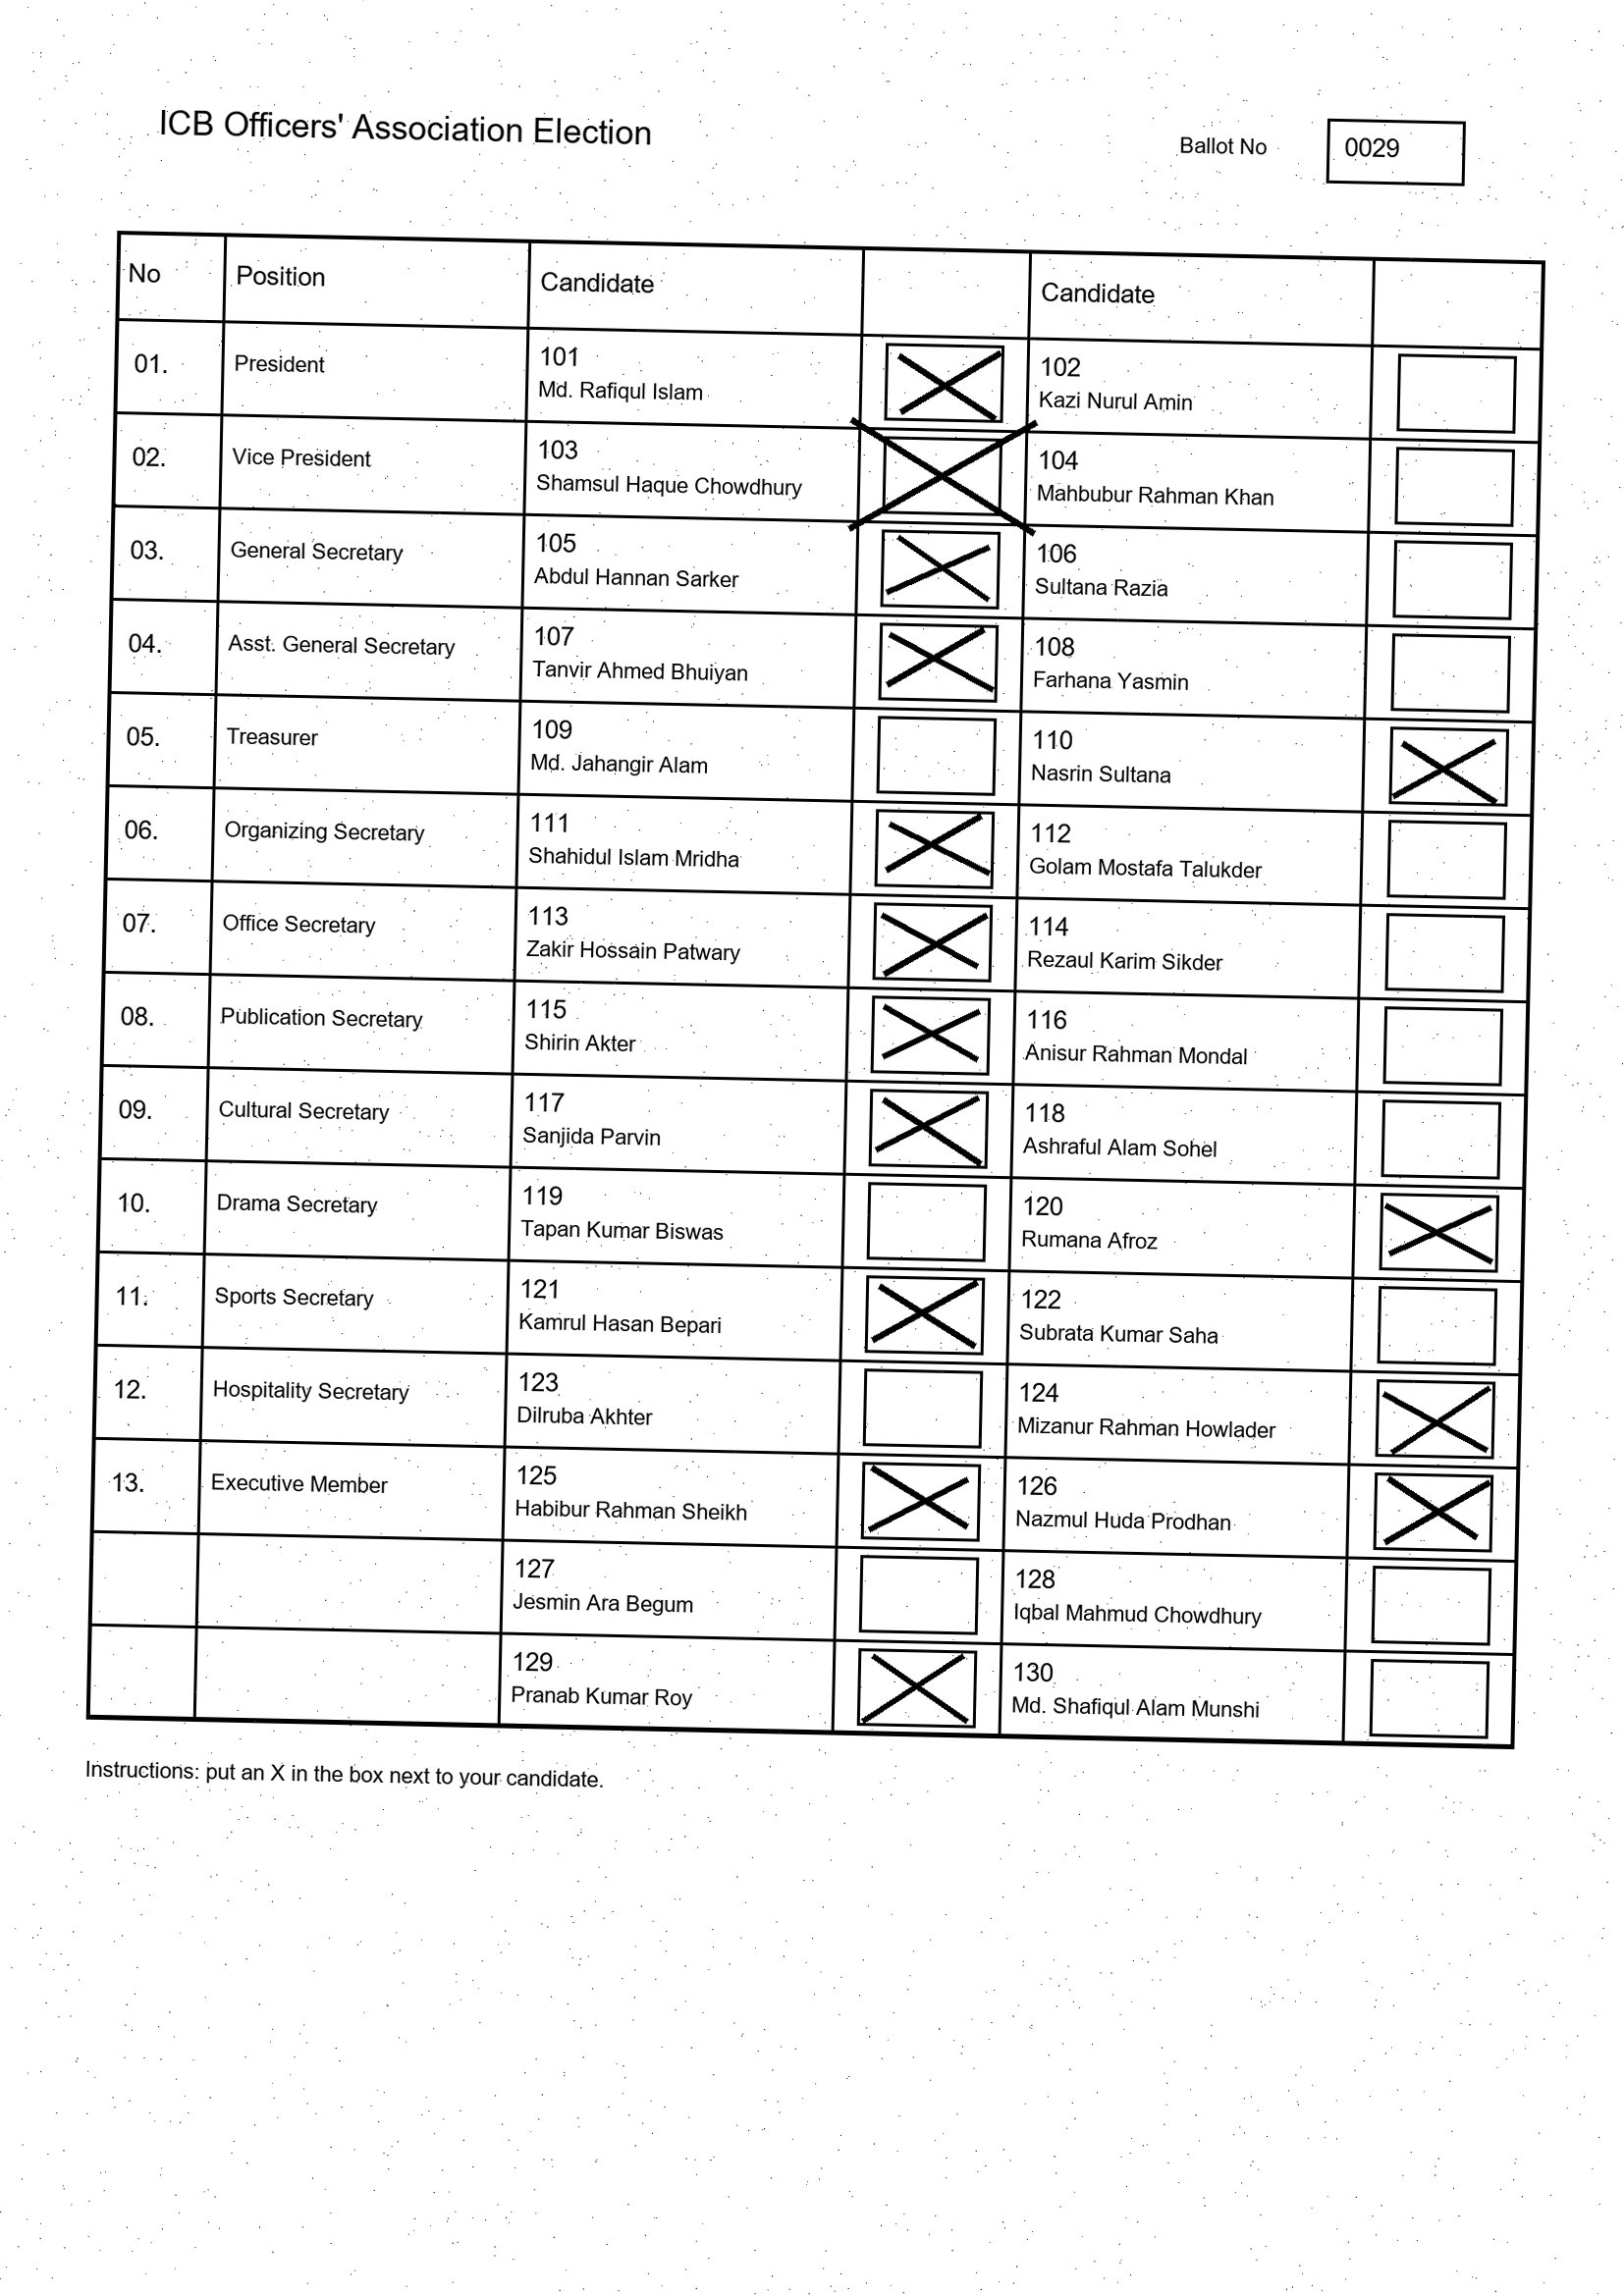 ICB Officers' Association Election
Ballot No 0029
No Position Candidate Candidate
01. President 101 102
Md. Rafiqul Islam Kazi Nurul Amin
02. Vice President 103 104
Shamsul Haque Chowdhury Mahbubur Rahman Khan
03. General Secretary 105 106
Abdul Hannan Sarker Sultana Razia
04. Asst. General Secretary 107 108
Tanvir Ahmed Bhuiyan Farhana Yasmin
05. Treasurer 109 110
Md. Jahangir Alam Nasrin Sultana
06. Organizing Secretary 111 112
Shahidul Islam Mridha Golam Mostafa Talukder
07. Office Secretary 113 114
Zakir Hossain Patwary Rezaul Karim Sikder
08. Publication Secretary 115 116
Shirin Akter Anisur Rahman Mondal
09. Cultural Secretary 117 118
Sanjida Parvin Ashraful Alam Sohel
10. Drama Secretary 119 120
Tapan Kumar Biswas Rumana Afroz
11. Sports Secretary 121 122
Kamrul Hasan Bepari Subrata Kumar Saha
12. Hospitality Secretary 123 124
Dilruba Akhter Mizanur Rahman Howlader
13. Executive Member 125 126
Habibur Rahman Sheikh Nazmul Huda Prodhan
127 128
Jesmin Ara Begum Iqbal Mahmud Chowdhury
129 130
Pranab Kumar Roy Md. Shafiqul Alam Munshi
Instructions: put an X in the box next to your candidate.